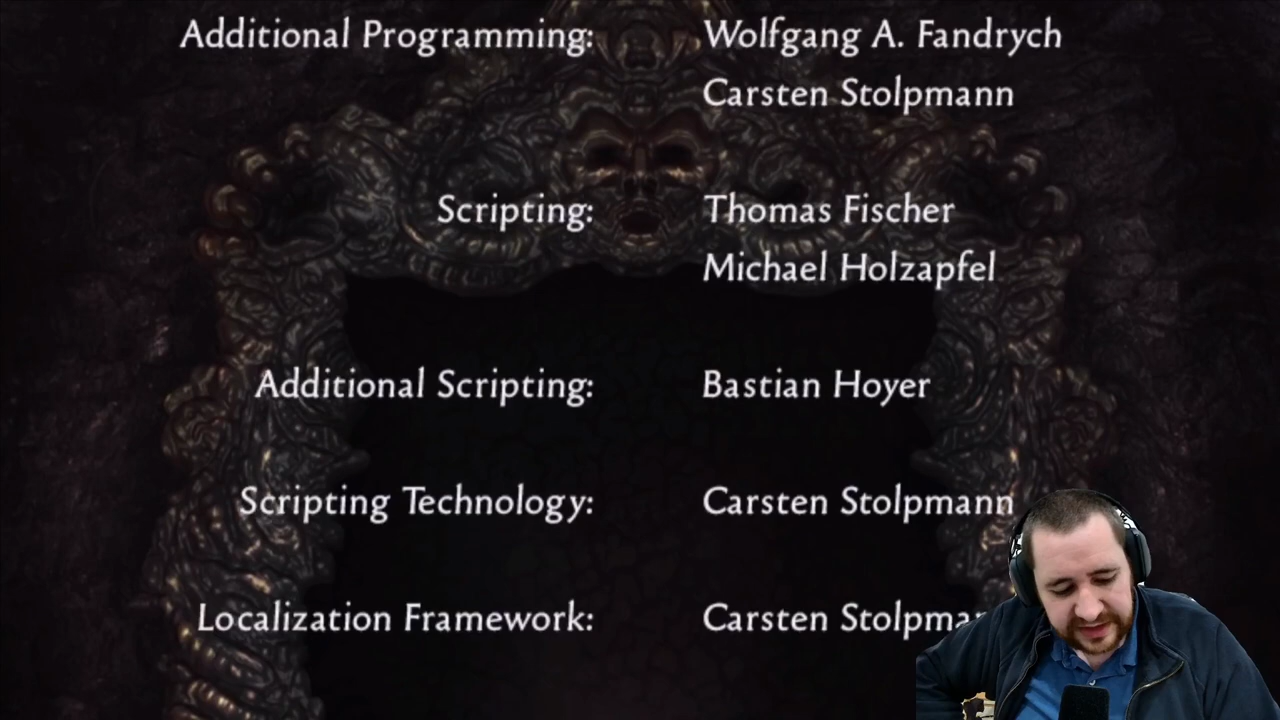 Additional Programming: Wolfgang A. Fandrych
Carsten Stolpmann
Scripting: Thomas Fischer
Michael Holzapfel
Additional Scripting: Bastian Hoyer
Scripting Technology: Carsten Stolpmann
Localization Framework: Carsten